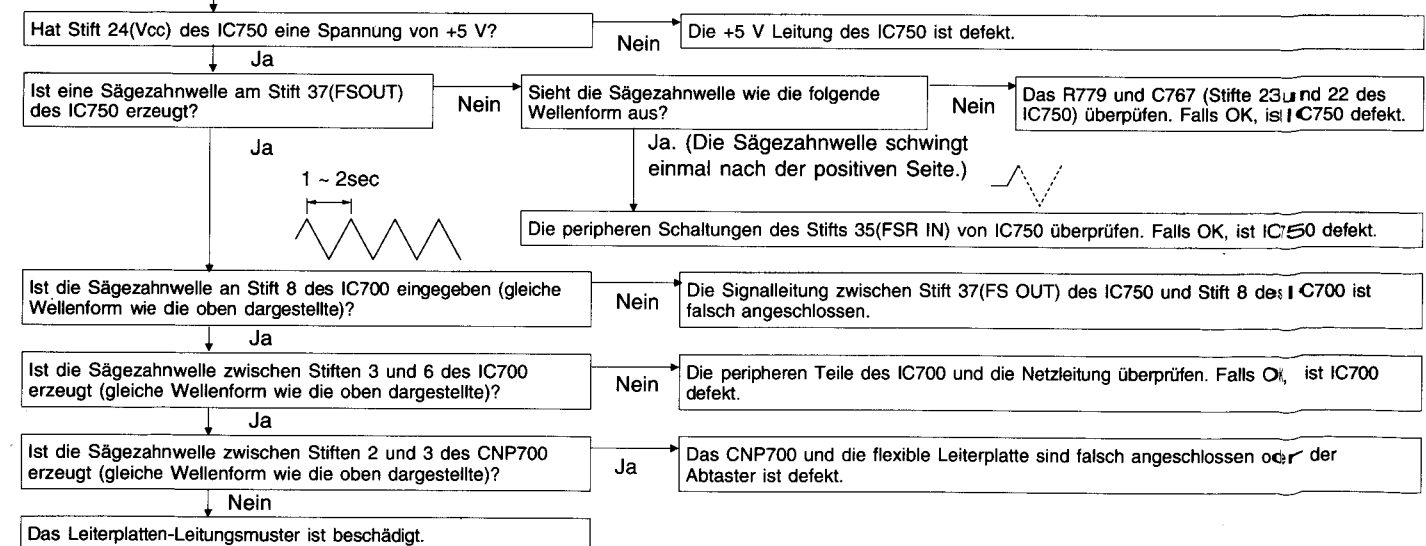 Hat Stift 24(Vcc) des IC750 eine Spannung von +5 V?
Nein
Die +5 V Leitung des IC750 ist defekt.
Ja
Ist eine Sägezahnwelle am Stift 37(FSOUT)
des IC750 erzeugt?
Nein
Sieht die Sägezahnwelle wie die folgende
Wellenform aus?
Nein
Das R779 und C767 (Stifte 23und 22 des
IC750) überpüfen. Falls OK, ist IC750 defekt.
Ja
Ja. (Die Sägezahnwelle schwingt
einmal nach der positiven Seite.)
1 ~ 2sec
Die peripheren Schaltungen des Stifts 35(FSR IN) von IC750 überprüfen. Falls OK, ist IC750 defekt.
Ist die Sägezahnwelle an Stift 8 des IC700 eingegeben (gleiche
Wellenform wie die oben dargestellte)?
Nein
Die Signalleitung zwischen Stift 37(FS OUT) des IC750 und Stift 8 des IC700 ist
falsch angeschlossen.
Ja
Ist die Sägezahnwelle zwischen Stiften 3 und 6 des IC700
erzeugt (gleiche Wellenform wie die oben dargestellte)?
Nein
Die peripheren Teile des IC700 und die Netzleitung überprüfen. Falls OK, ist IC700
defekt.
Ja
Ist die Sägezahnwelle zwischen Stiften 2 und 3 des CNP700
erzeugt (gleiche Wellenform wie die oben dargestellte)?
Ja
Das CNP700 und die flexible Leiterplatte sind falsch angeschlossen oder der
Abtaster ist defekt.
Nein
Das Leiterplatten-Leitungsmuster ist beschädigt.